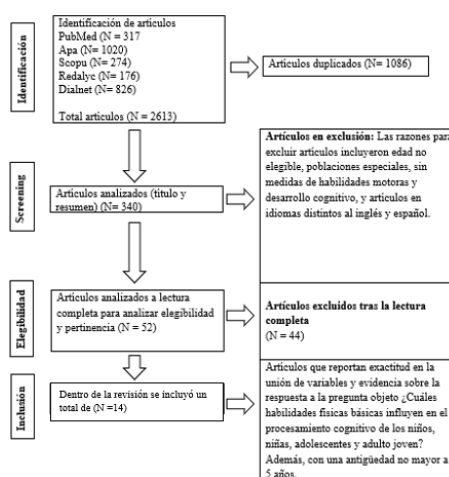 Identificación
Identificación de artículos
PubMed (N = 317
Apa (N= 1020)
Scopu (N= 274)
Redalyc (N= 176)
Dialnet (N= 826)
Total artículos (N = 2613)
Artículos duplicados (N= 1086)
Screening
Artículos analizados (título y
resumen) (N= 340)
Artículos en exclusión: Las razones para
excluir artículos incluyeron edad no
elegible, poblaciones especiales, sin
medidas de habilidades motoras y
desarrollo cognitivo, y artículos en
idiomas distintos al inglés y español.
Elegibilidad
Artículos analizados a lectura
completa para analizar elegibilidad
y pertinencia (N = 52)
Artículos excluidos tras la lectura
completa
(N = 44)
Inclusión
Dentro de la revisión se incluyó un
total de (N =14)
Artículos que reportan exactitud en la
unión de variables y evidencia sobre la
respuesta a la pregunta objeto ¿Cuáles
habilidades físicas básicas influyen en el
procesamiento cognitivo de los niños,
niñas, adolescentes y adulto joven?
Además, con una antigüedad no mayor a
5 años.